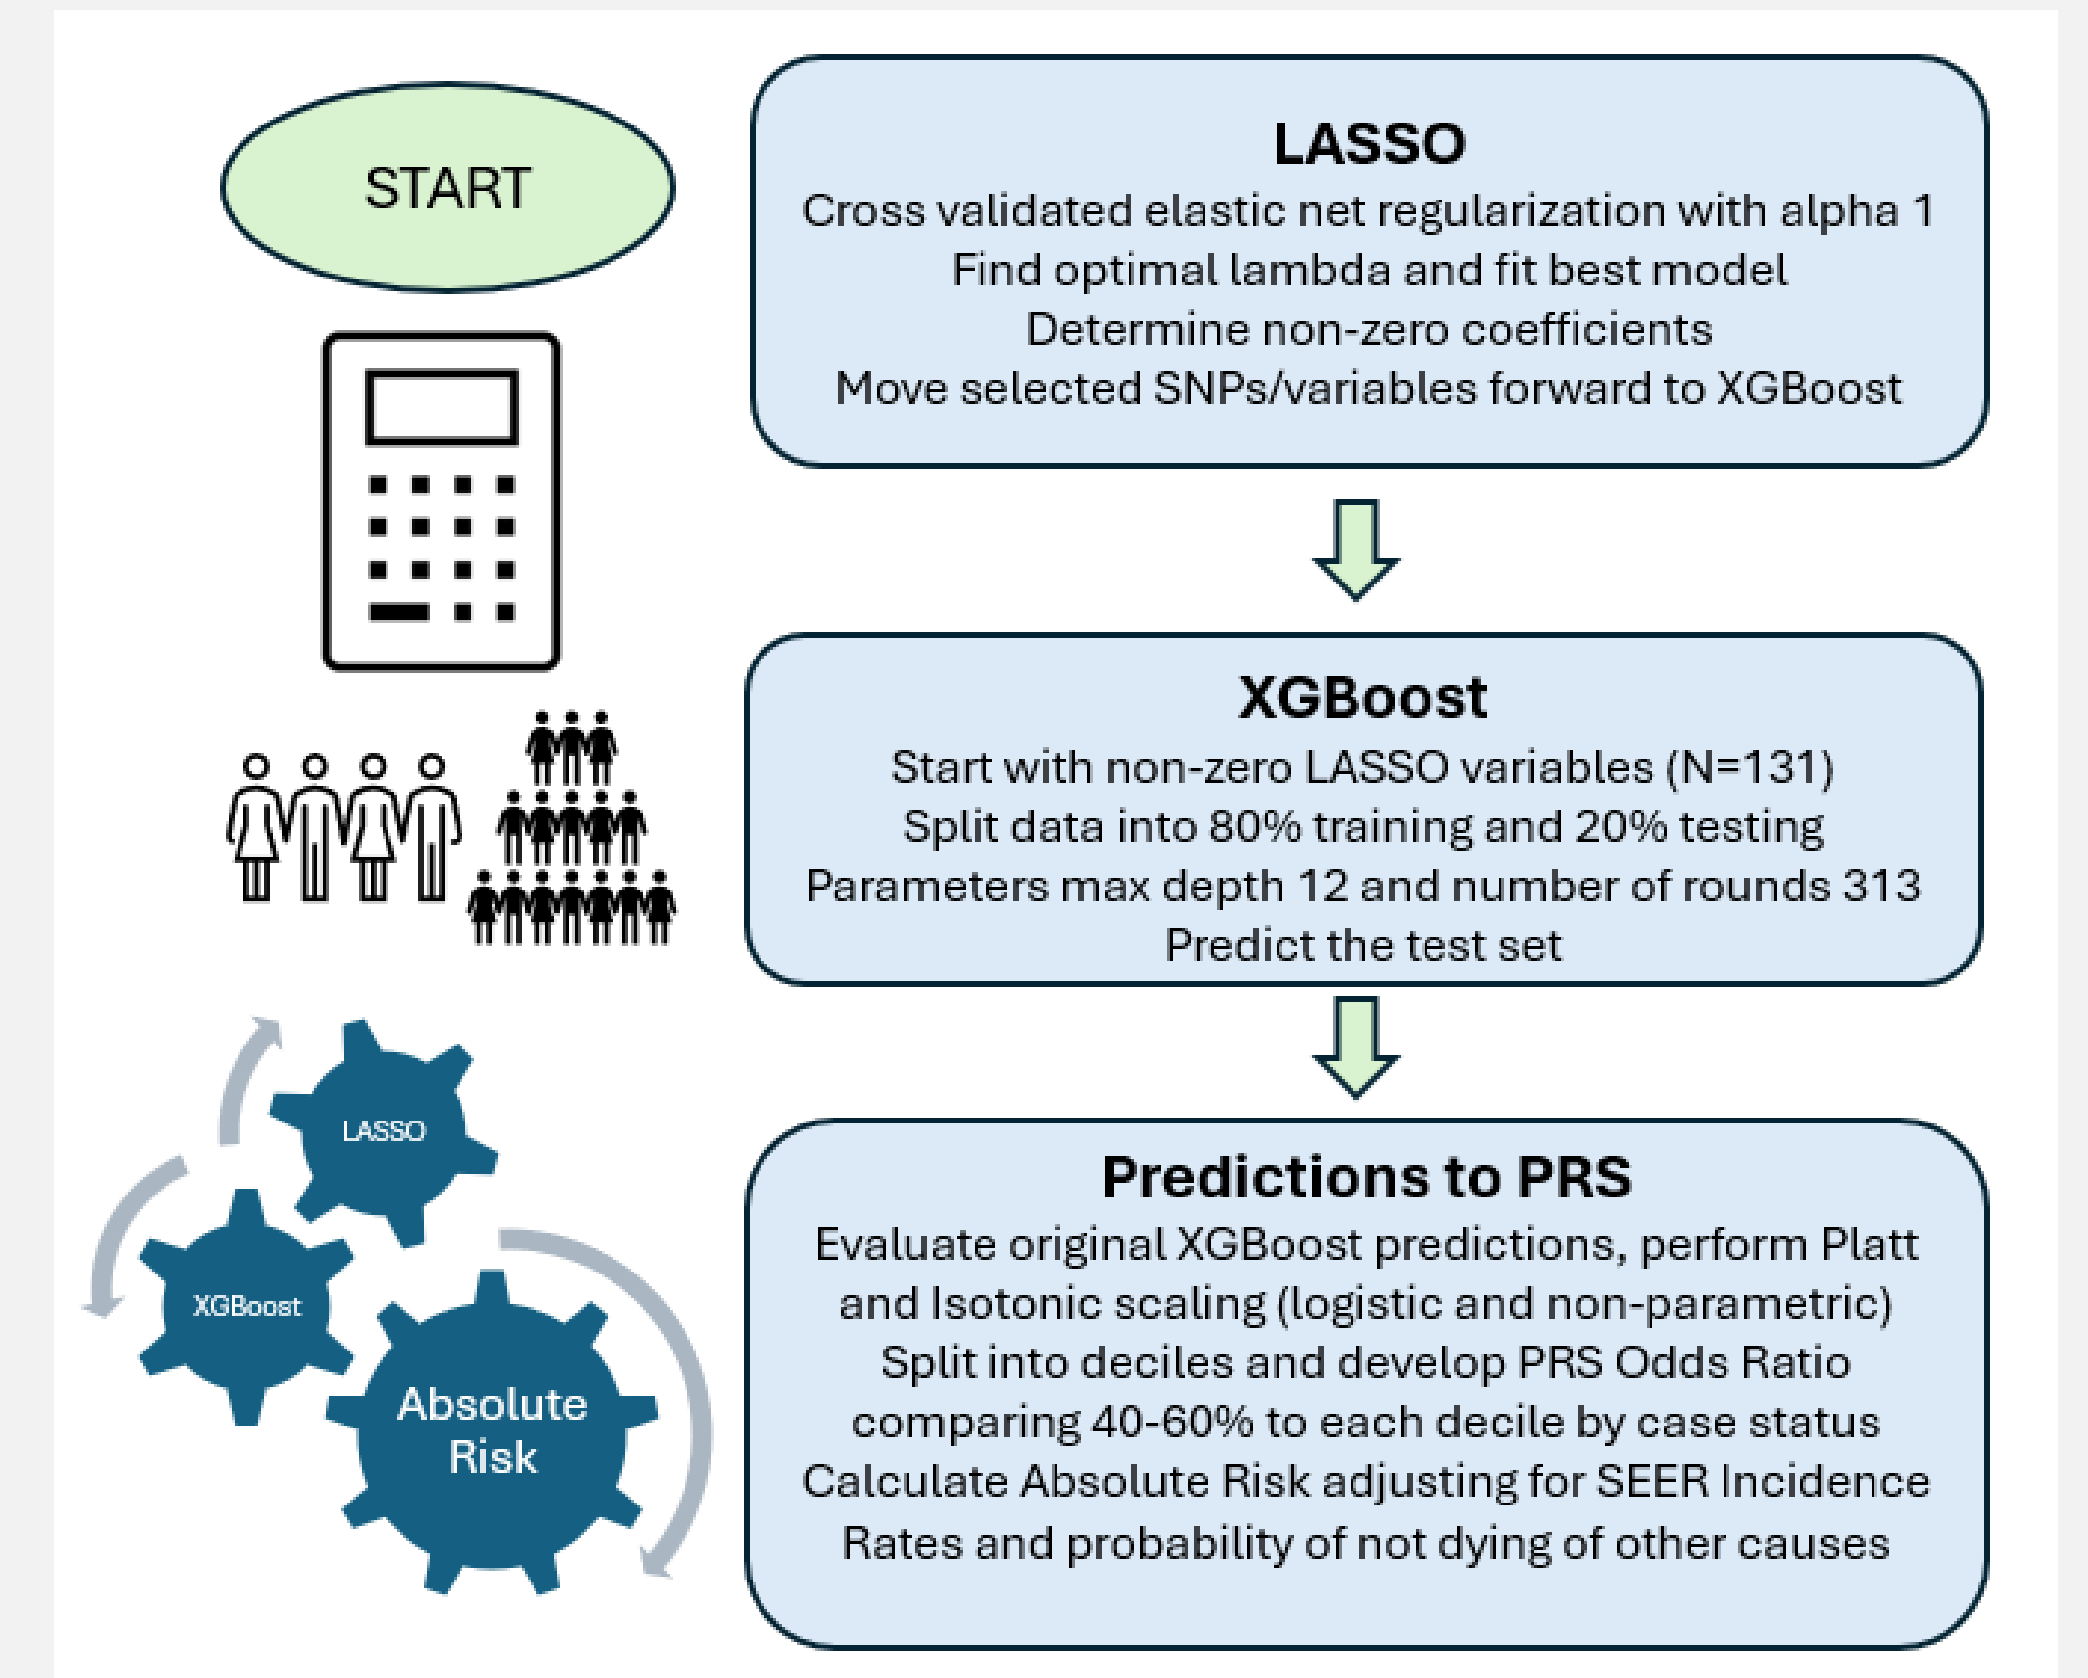 START
LASSO
Cross validated elastic net regularization with alpha 1
Find optimal lambda and fit best model
Determine non-zero coefficients
Move selected SNPs/variables forward to XGBoost
XGBoost
Start with non-zero LASSO variables (N=131)
Split data into 80% training and 20% testing
Parameters max depth 12 and number of rounds 313
Predict the test set
LASSO
XGBoost
Absolute
Risk
Predictions to PRS
Evaluate original XGBoost predictions, perform Platt
and Isotonic scaling (logistic and non-parametric)
Split into deciles and develop PRS Odds Ratio
comparing 40-60% to each decile by case status
Calculate Absolute Risk adjusting for SEER Incidence
Rates and probability of not dying of other causes